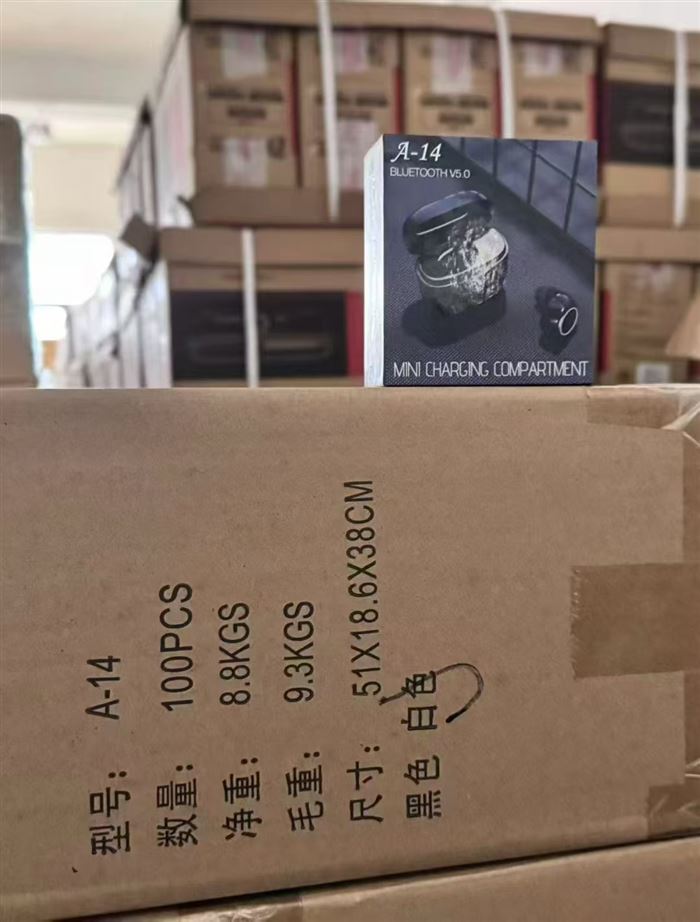 A-14
BLUETOOTH V5.0
MINI CHARGING COMPARTMENT
型号: A-14
数量: 100PCS
净重: 8.8KGS
毛重: 9.3KGS
尺寸: 51X18.6X38CM
黑色 白色